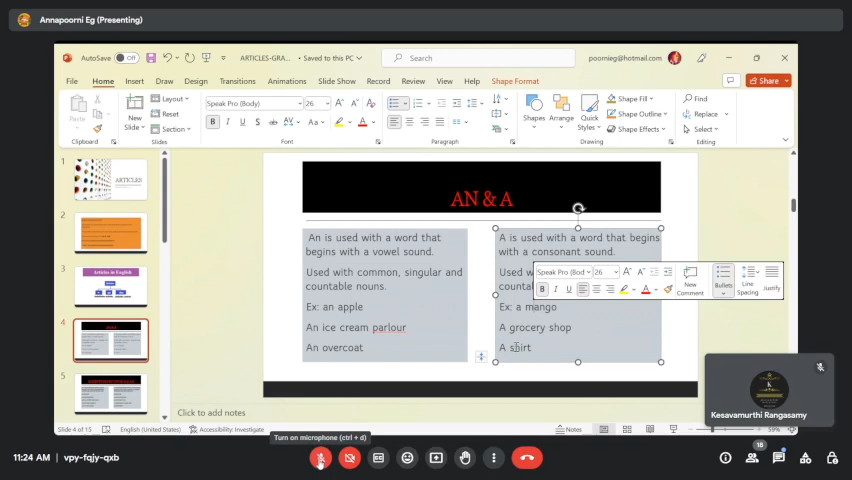 Annapoorni Eg (Presenting)
AutoSave Off ARTICLES-GRA... • Saved to this PC Search poornieg@hotmail.com
File Home Insert Draw Design Transitions Animations Slide Show Record Review View Help Shape Format Share
Paste New Slide Layout Reset Section Speak Pro (Body) 26 Shapes Arrange Quick Styles Shape Fill Shape Outline Shape Effects Find Replace Select
Clipboard Slides Font Paragraph Drawing Editing
1
ARTICLES
2
3
Articles in English
4
5
AN & A
An is used with a word that
begins with a vowel sound.
Used with common, singular and
countable nouns.
Ex: an apple
An ice cream parlour
An overcoat
A is used with a word that begins
with a consonant sound.
Used w
counta
Ex: a mango
A grocery shop
A shirt
Speak Pro (Bod 26
New Comment Bullets Line Spacing Justify
Click to add notes
Slide 4 of 15 English (United States) Accessibility: Investigate Notes 59%
Kesavamurthi Rangasamy
Turn on microphone (ctrl + d)
11:24 AM | vpy-fqjy-qxb
18